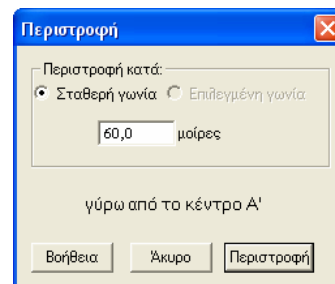 Περιστροφή
Περιστροφή κατά:
Σταθερή γωνία Επιλεγμένη γωνία
60,0 μοίρες
γύρω από το κέντρο Α'
Βοήθεια Άκυρο Περιστροφή